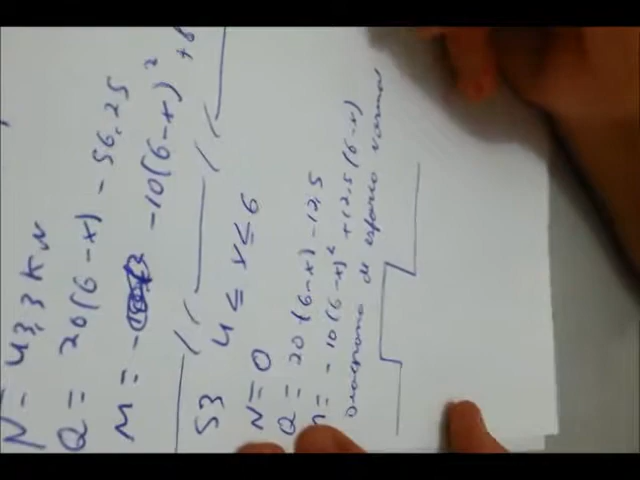 N = 43,3 KN
Q = 20(6-x) - 56.25
M = - -10(6-x)² +
S3
4 ≤ x ≤ 6
N = 0
Q = 20 (6-x) - 12,5
= -10(6-x)² + 12.5 (6-x)
Diagrama de esforço normal